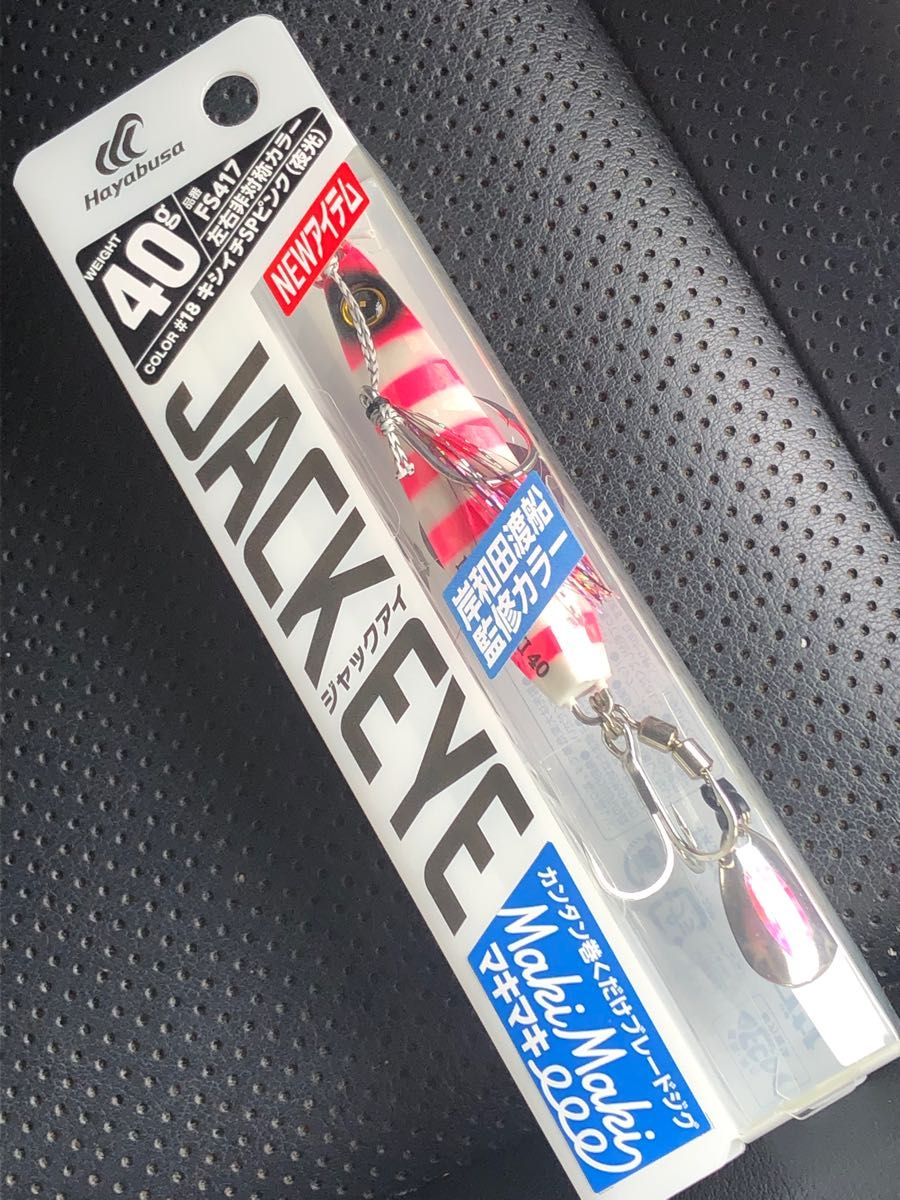 Hayabusa
WEIGHT
40g
品番
FS417
左右非対称カラー
COLOR #18 キシイチSPピンク(夜光)
NEWアイテム
JACK EYE
ジャックアイ
岸和田渡船
監修カラー
I 40
カンタン巻くだけブレードジグ
Maki Maki
マキマキ